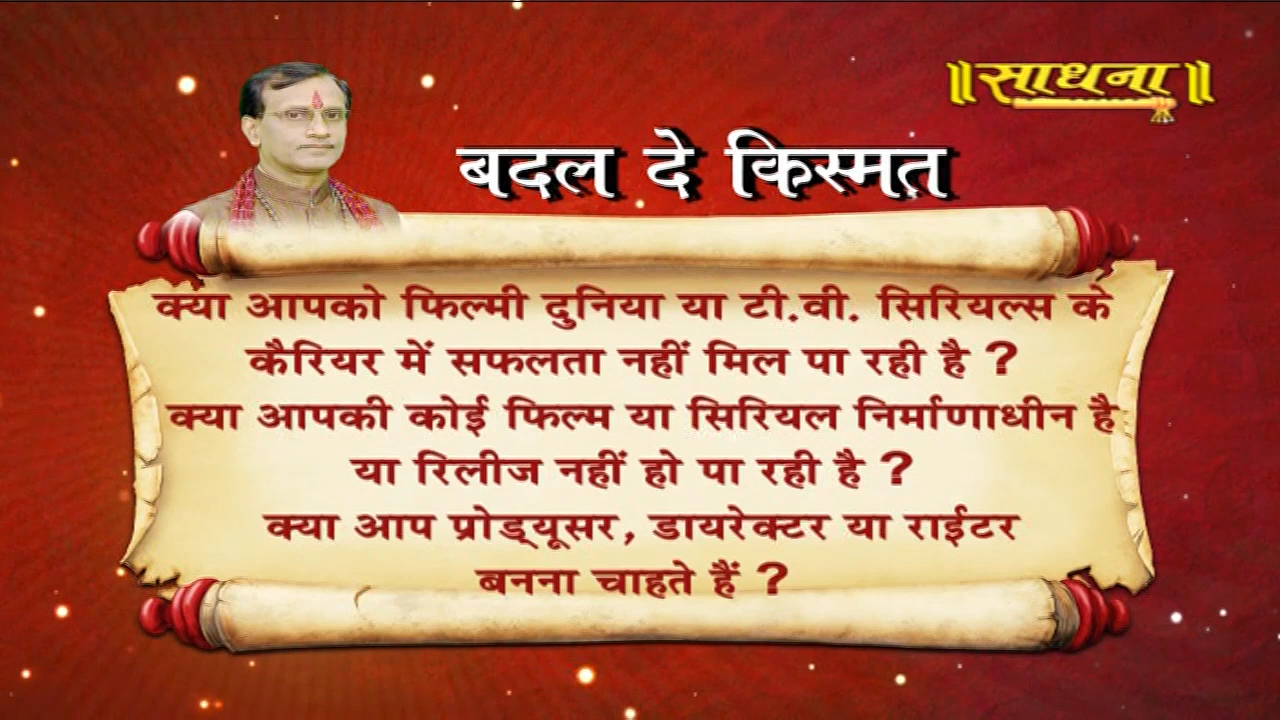 ॥साधना॥
बदल दे किस्मत
क्या आपको फिल्मी दुनिया या टी.वी. सिरियल्स के
कैरियर में सफलता नहीं मिल पा रही है ?
क्या आपकी कोई फिल्म या सिरियल निर्माणाधीन है
या रिलीज नहीं हो पा रही है ?
क्या आप प्रोड्यूसर, डायरेक्टर या राईटर
बनना चाहते हैं ?